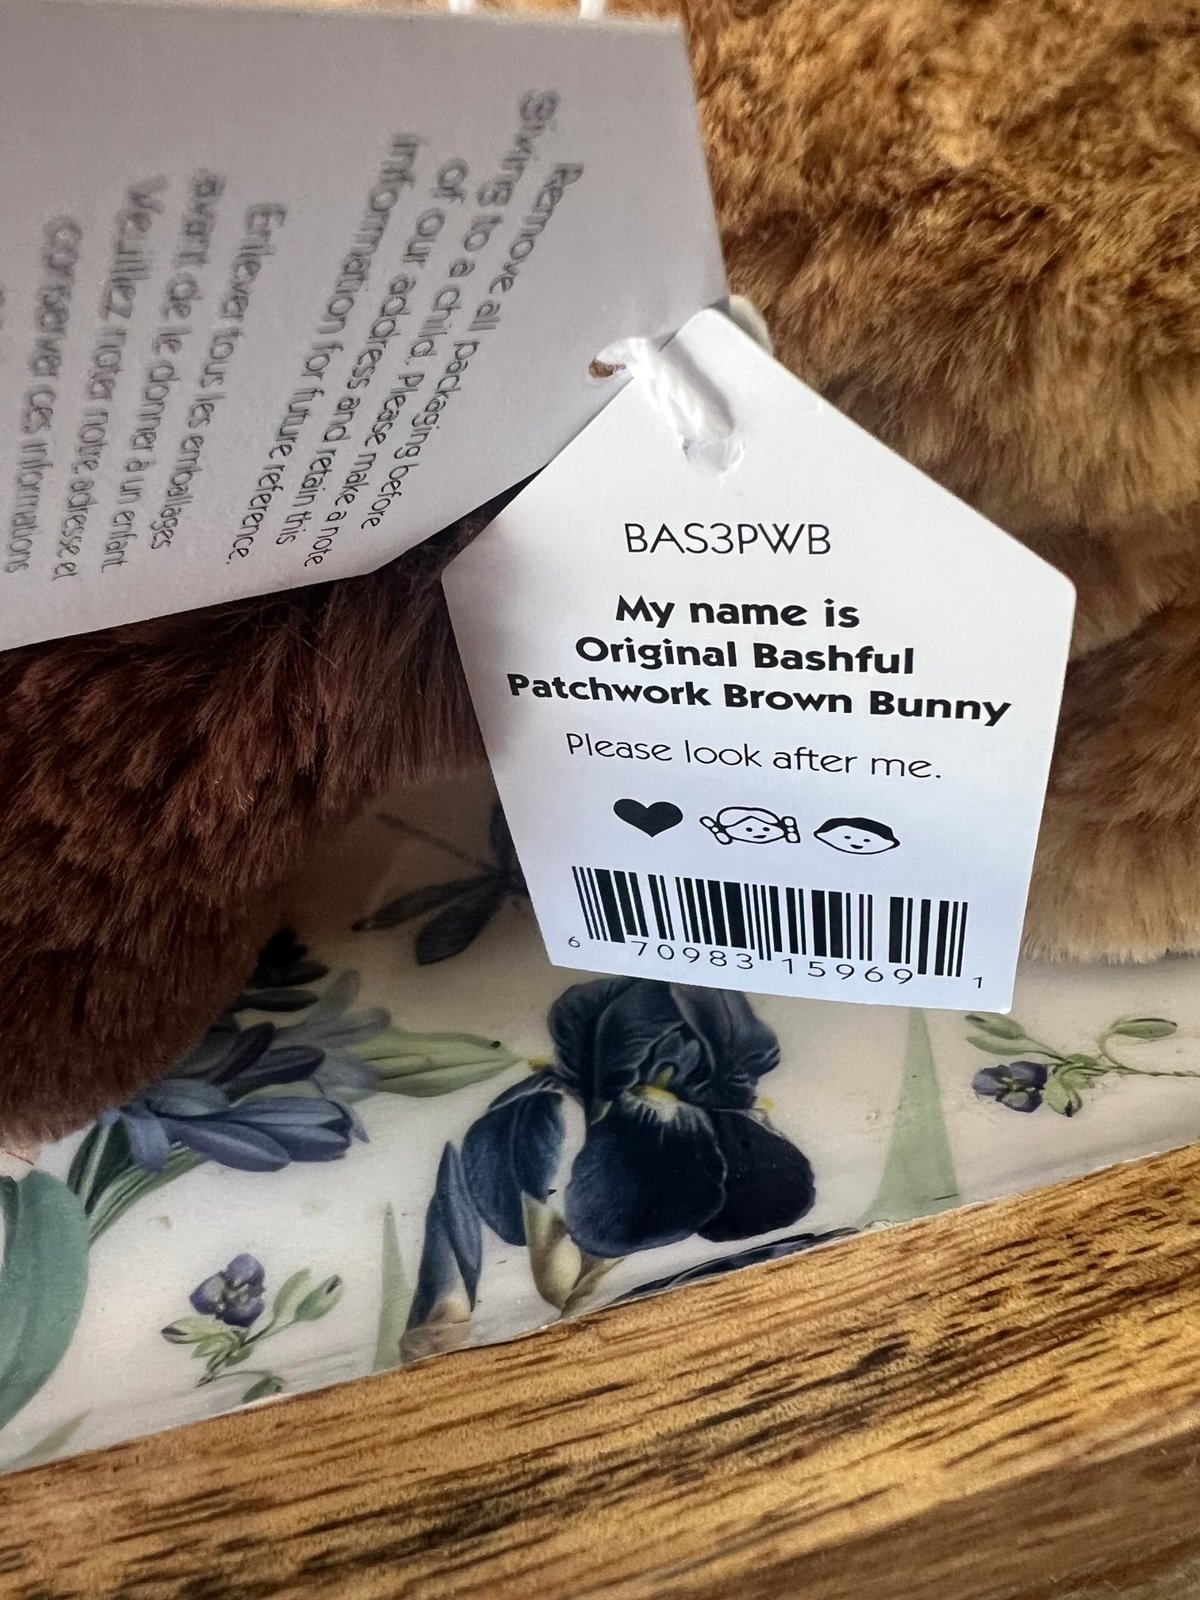 Remove all packaging before
giving to a child. Please make a note
of our address and retain this
information for future reference.
Enlever tous les emballages
avant de le donner à un enfant.
Veuillez noter notre adresse et
conserver ces informations
BAS3PWB
My name is
Original Bashful
Patchwork Brown Bunny
Please look after me.
6 70983 15969 1